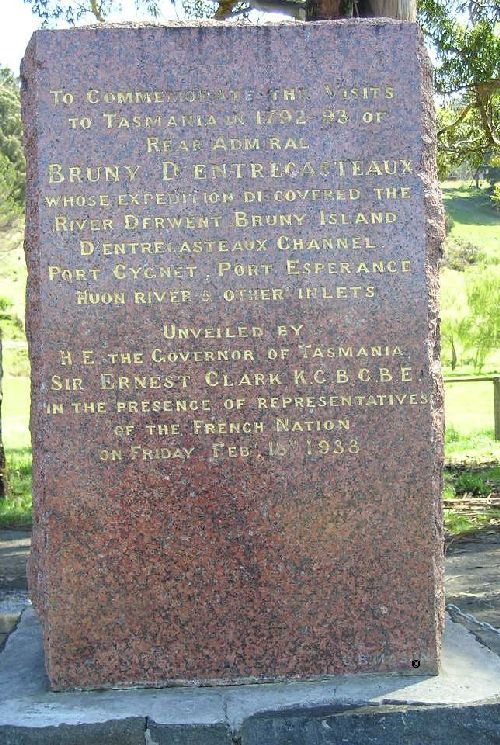 TO COMMEMORATE THE VISITS
TO TASMANIA IN 1792-93 OF
REAR ADMIRAL
BRUNY D'ENTRECASTEAUX
WHOSE EXPEDITION DISCOVERED THE
RIVER DERWENT BRUNY ISLAND
D'ENTRECASTEAUX CHANNEL.
PORT CYGNET, PORT ESPERANCE
HUON RIVER & OTHER INLETS
UNVEILED BY
H.E. THE GOVERNOR OF TASMANIA.
SIR ERNEST CLARK K.C.B. C.B.E.
IN THE PRESENCE OF REPRESENTATIVES
OF THE FRENCH NATION
ON FRIDAY FEB. 1938